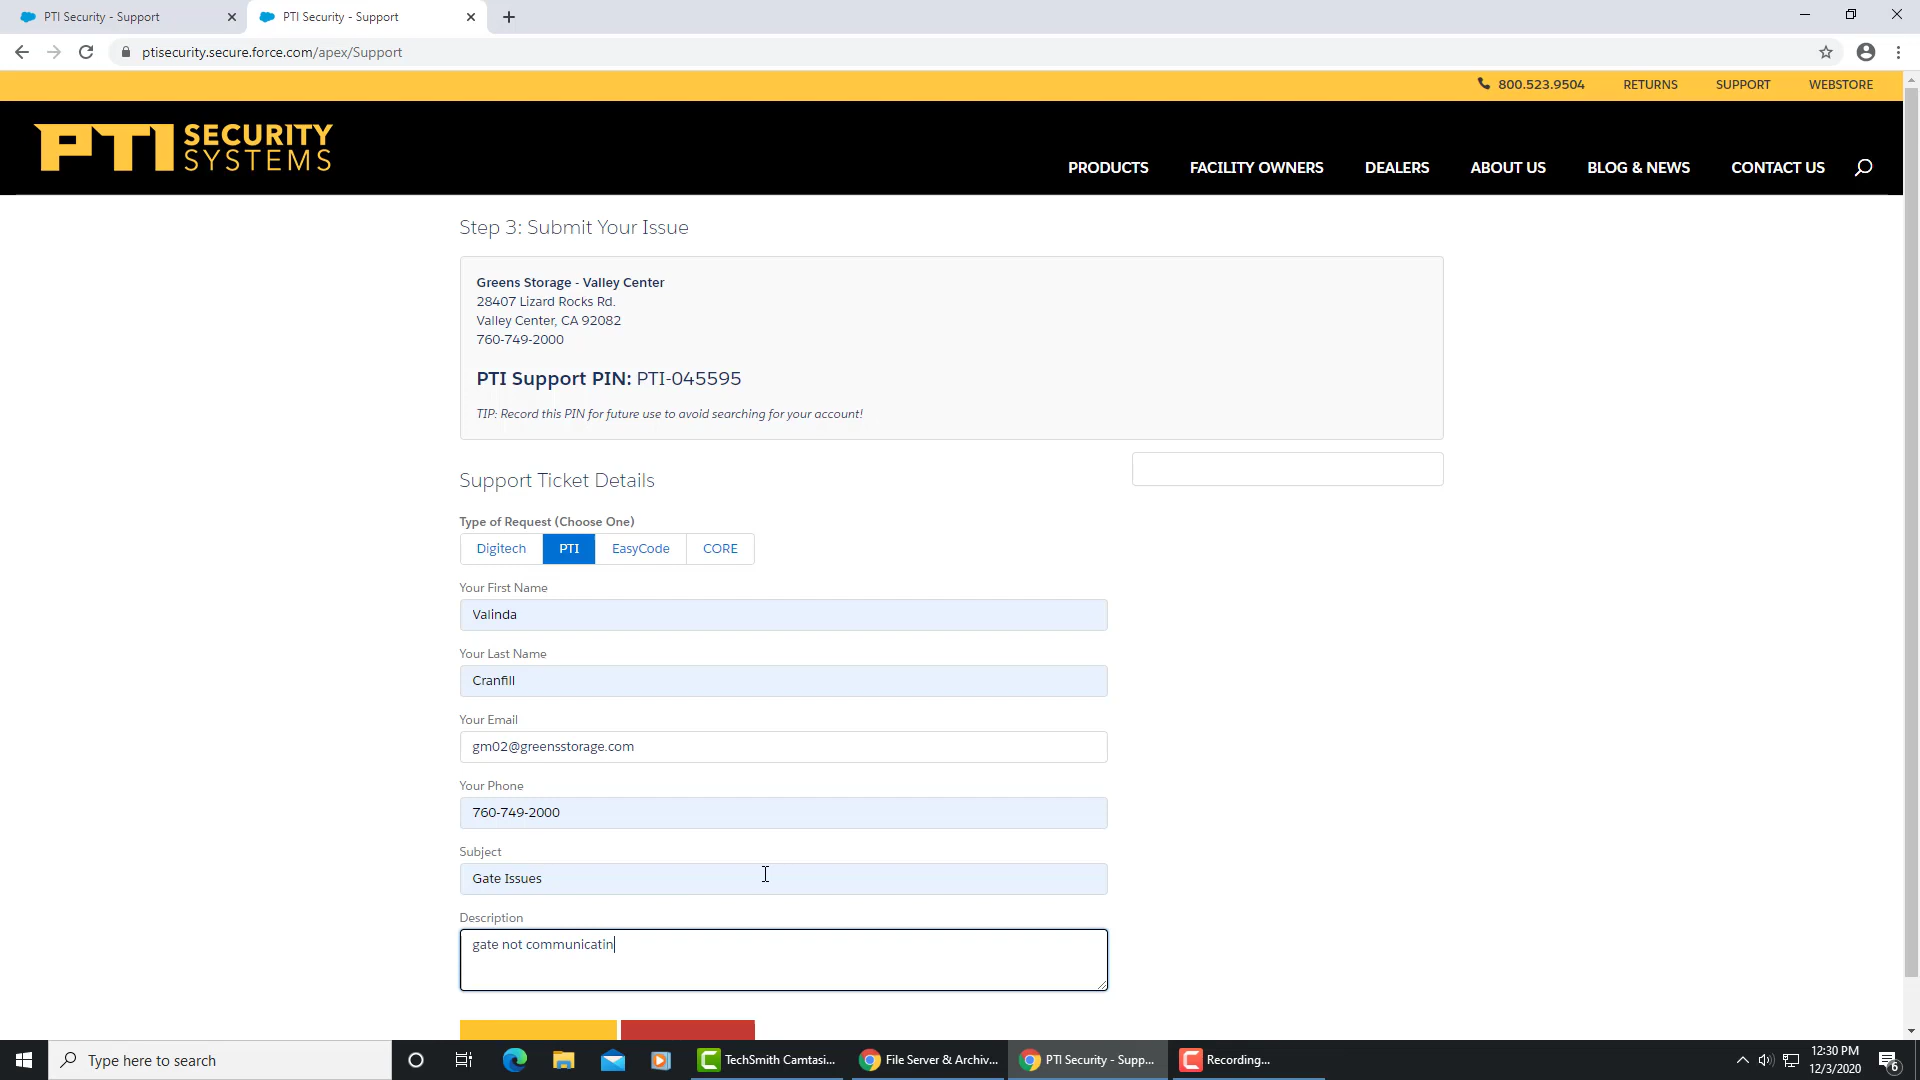 PTI Security - Support
PTI Security - Support
ptisecurity.secure.force.com/apex/Support
800.523.9504
RETURNS
SUPPORT
WEBSTORE
PTI SECURITY SYSTEMS
PRODUCTS
FACILITY OWNERS
DEALERS
ABOUT US
BLOG & NEWS
CONTACT US
Step 3: Submit Your Issue
Greens Storage - Valley Center
28407 Lizard Rocks Rd.
Valley Center, CA 92082
760-749-2000
PTI Support PIN: PTI-045595
TIP: Record this PIN for future use to avoid searching for your account!
Support Ticket Details
Type of Request (Choose One)
Digitech
PTI
EasyCode
CORE
Your First Name
Valinda
Your Last Name
Cranfill
Your Email
gm02@greensstorage.com
Your Phone
760-749-2000
Subject
Gate Issues
Description
gate not communicatin
Type here to search
TechSmith Camtasi...
File Server & Archiv...
PTI Security - Supp...
Recording...
12:30 PM
12/3/2020
6